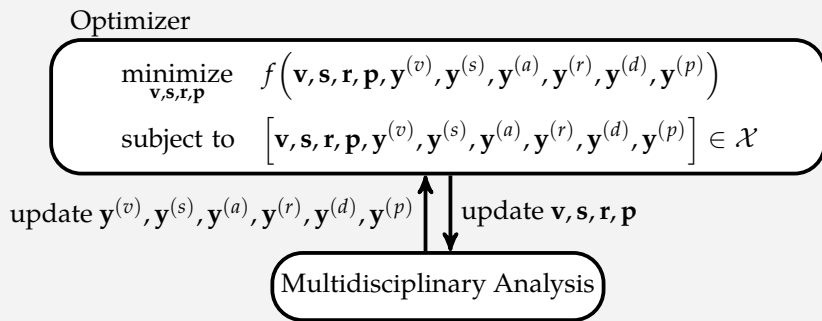 Optimizer
minimize f(v, s, r, p, y^(v), y^(s), y^(a), y^(r), y^(d), y^(p))
v,s,r,p
subject to [v, s, r, p, y^(v), y^(s), y^(a), y^(r), y^(d), y^(p)] ∈ 𝒳
update y^(v), y^(s), y^(a), y^(r), y^(d), y^(p)
update v, s, r, p
Multidisciplinary Analysis